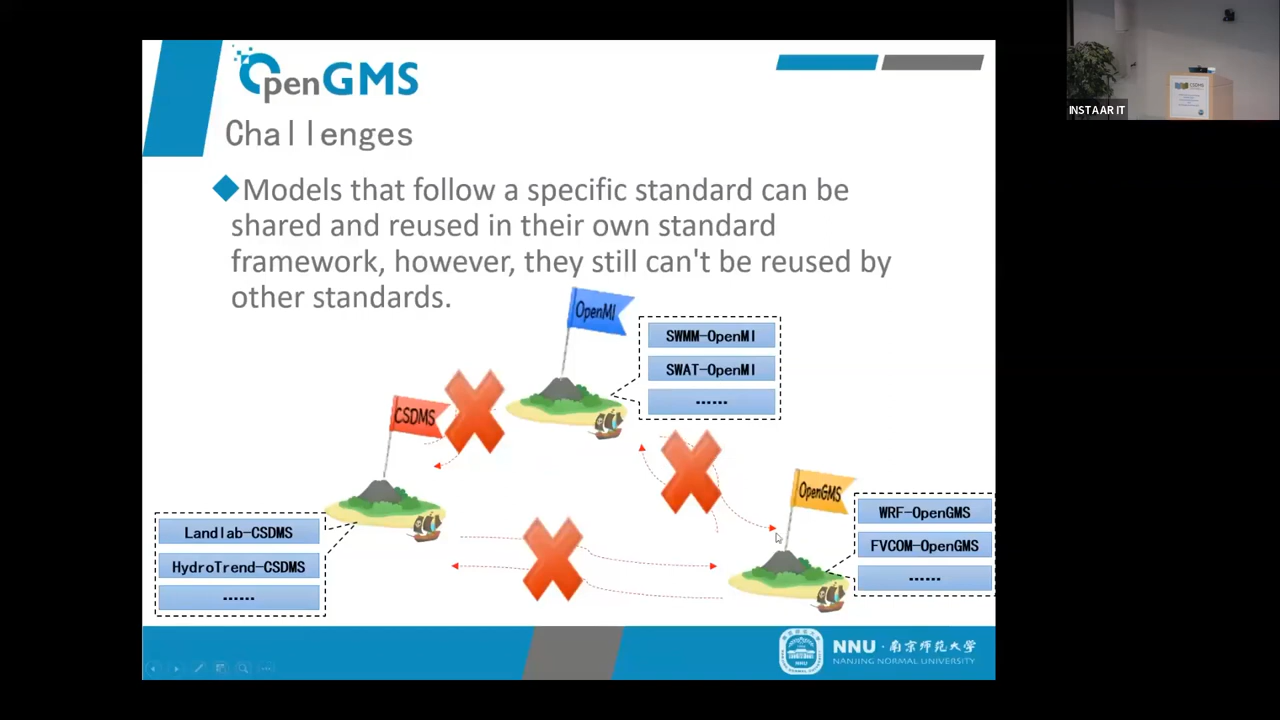 OpenGMS
Challenges
Models that follow a specific standard can be
shared and reused in their own standard
framework, however, they still can't be reused by
other standards.
OpenMI
SWMM-OpenMI
SWAT-OpenMI
......
CSDMS
Landlab-CSDMS
HydroTrend-CSDMS
......
OpenGMS
WRF-OpenGMS
FVCOM-OpenGMS
......
NNU
NNU · 南京师范大学
NANJING NORMAL UNIVERSITY
INSTAAR IT
CSDMS